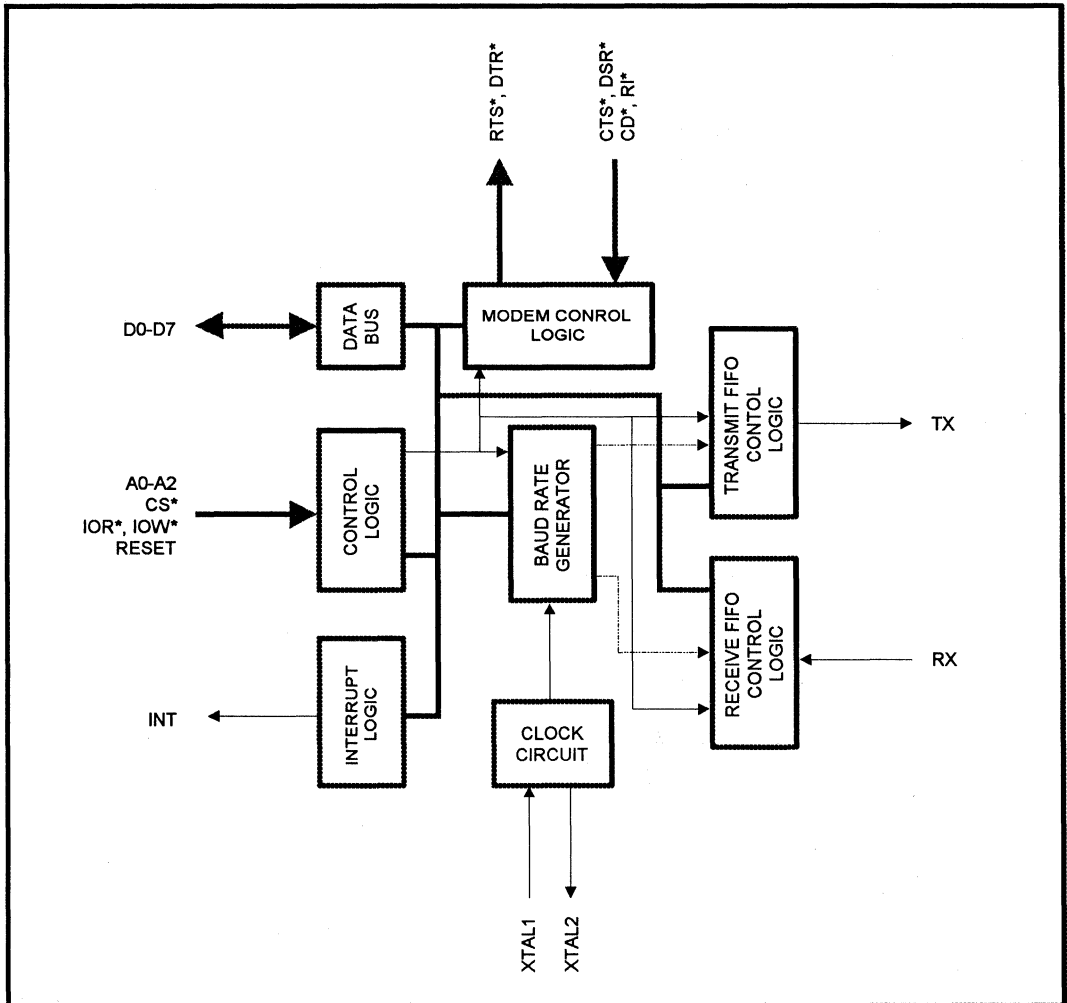 RTS*, DTR*
CTS*, DSR*
CD*, RI*
D0-D7
DATA
BUS
MODEM CONROL
LOGIC
A0-A2
CS*
IOR*, IOW*
RESET
CONTROL
LOGIC
BAUD RATE
GENERATOR
TRANSMIT FIFO
CONTOL
LOGIC
TX
INT
INTERRUPT
LOGIC
CLOCK
CIRCUIT
RECEIVE FIFO
CONTROL
LOGIC
RX
XTAL1
XTAL2